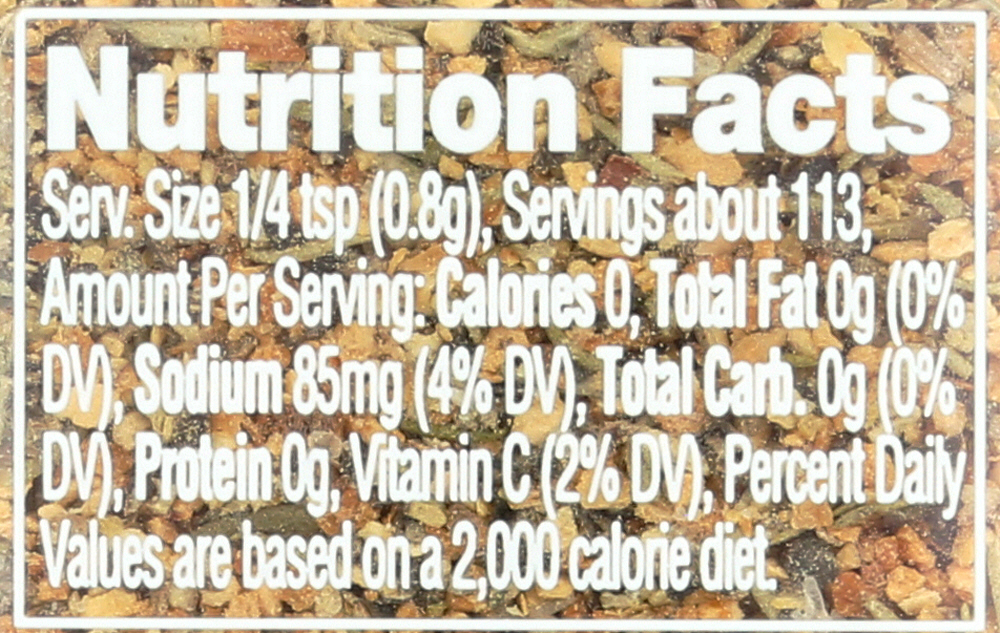 Nutrition Facts
Serv. Size 1/4 tsp (0.8g), Servings about 113,
Amount Per Serving: Calories 0, Total Fat 0g (0%
DV), Sodium 85mg (4% DV), Total Carb. 0g (0%
DV), Protein 0g, Vitamin C (2% DV), Percent Daily
Values are based on a 2,000 calorie diet.